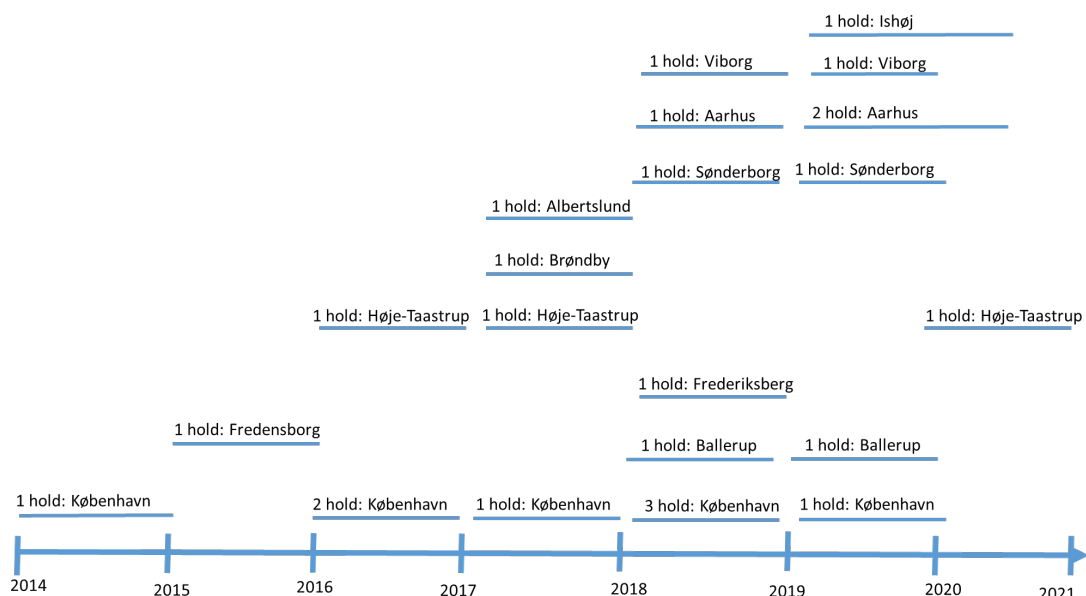 1 hold: Ishøj
1 hold: Viborg
1 hold: Viborg
1 hold: Aarhus
2 hold: Aarhus
1 hold: Sønderborg
1 hold: Sønderborg
1 hold: Albertslund
1 hold: Brøndby
1 hold: Høje-Taastrup
1 hold: Høje-Taastrup
1 hold: Høje-Taastrup
1 hold: Frederiksberg
1 hold: Fredensborg
1 hold: Ballerup
1 hold: Ballerup
1 hold: København
2 hold: København
1 hold: København
3 hold: København
1 hold: København
2014
2015
2016
2017
2018
2019
2020
2021